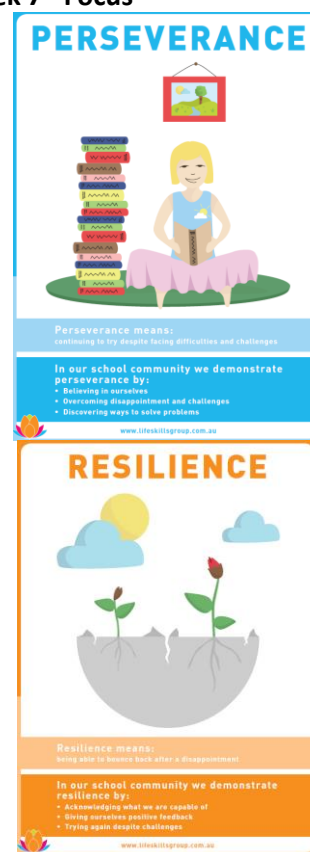 7 Focus
PERSEVERANCE
Perseverance means:
continuing to try despite facing difficulties and challenges
In our school community we demonstrate
perseverance by:
• Believing in ourselves
• Overcoming disappointment and challenges
• Discovering ways to solve problems
www.lifeskillsgroup.com.au
RESILIENCE
Resilience means:
being able to bounce back after a disappointment
In our school community we demonstrate
resilience by:
• Acknowledging what we are capable of
• Giving ourselves positive feedback
• Trying again despite challenges
www.lifeskillsgroup.com.au